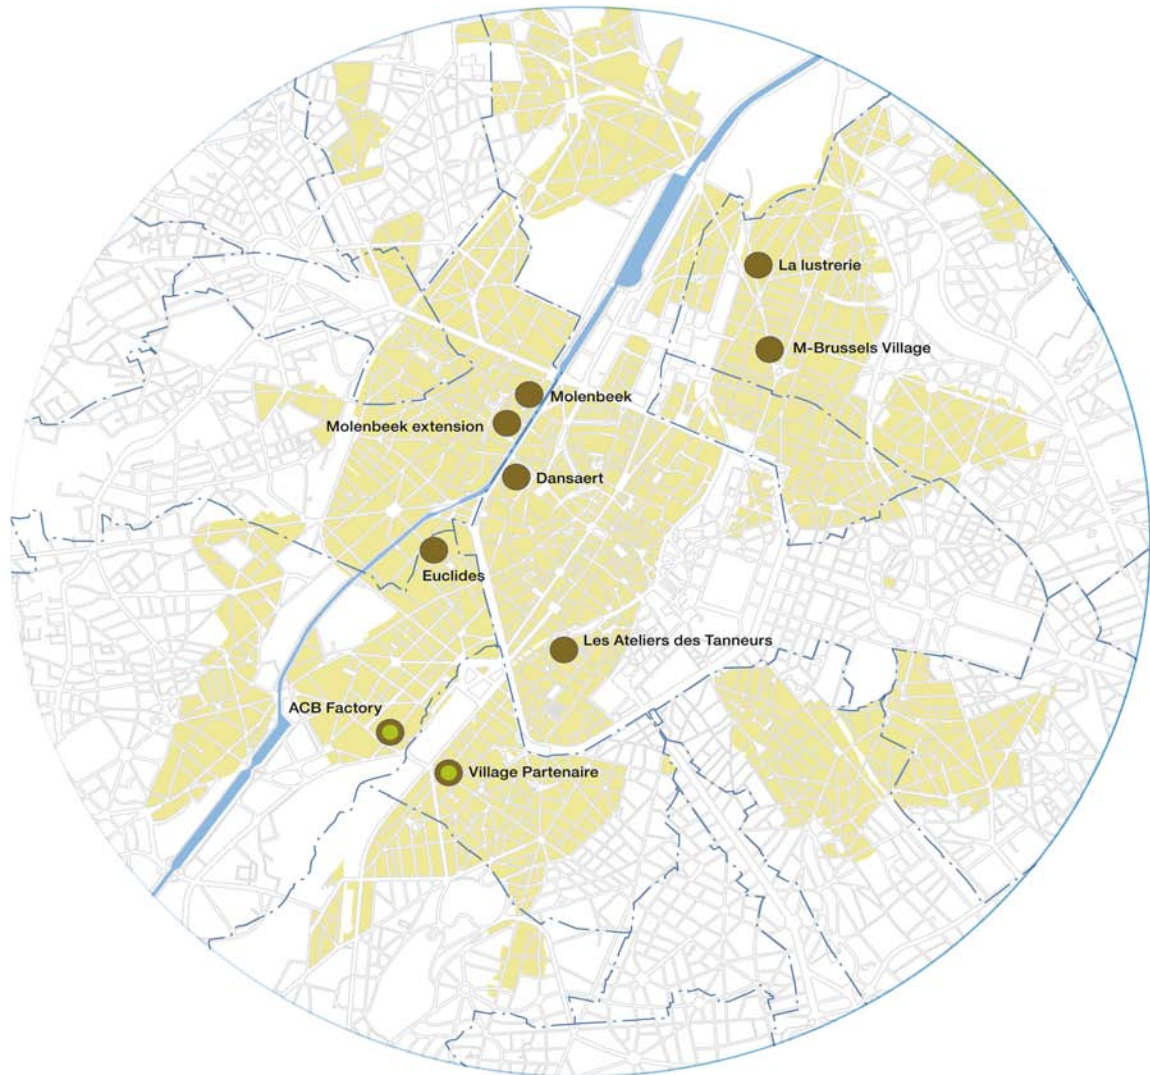 La lustrerie
M-Brussels Village
Molenbeek
Molenbeek extension
Dansaert
Euclides
Les Ateliers des Tanneurs
ACB Factory
Village Partenaire